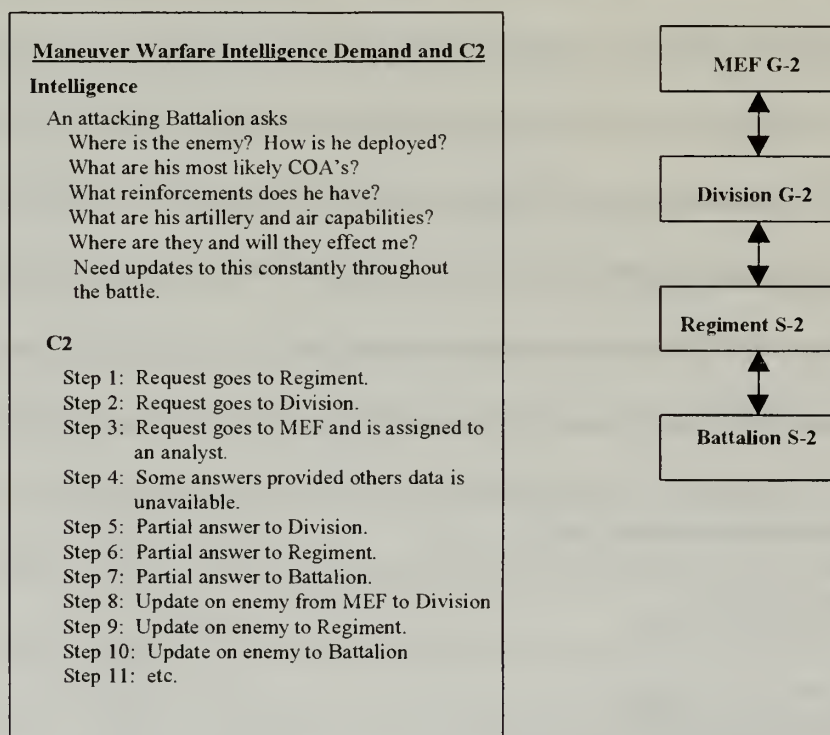 Maneuver Warfare Intelligence Demand and C2
Intelligence
An attacking Battalion asks
Where is the enemy? How is he deployed?
What are his most likely COA's?
What reinforcements does he have?
What are his artillery and air capabilities?
Where are they and will they effect me?
Need updates to this constantly throughout
the battle.
C2
Step 1: Request goes to Regiment.
Step 2: Request goes to Division.
Step 3: Request goes to MEF and is assigned to
an analyst.
Step 4: Some answers provided others data is
unavailable.
Step 5: Partial answer to Division.
Step 6: Partial answer to Regiment.
Step 7: Partial answer to Battalion.
Step 8: Update on enemy from MEF to Division
Step 9: Update on enemy to Regiment.
Step 10: Update on enemy to Battalion
Step 11: etc.
MEF G-2
Division G-2
Regiment S-2
Battalion S-2